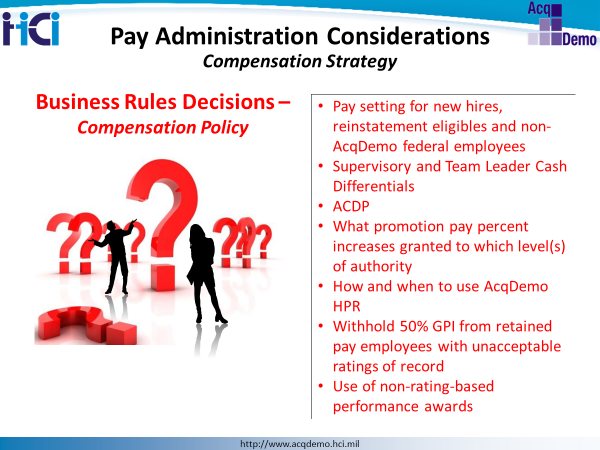 HCi
Acq
Demo
Pay Administration Considerations
Compensation Strategy
Business Rules Decisions –
Compensation Policy
• Pay setting for new hires,
reinstatement eligibles and non-
AcqDemo federal employees
• Supervisory and Team Leader Cash
Differentials
• ACDP
• What promotion pay percent
increases granted to which level(s)
of authority
• How and when to use AcqDemo
HPR
• Withhold 50% GPI from retained
pay employees with unacceptable
ratings of record
• Use of non-rating-based
performance awards
http://www.acqdemo.hci.mil